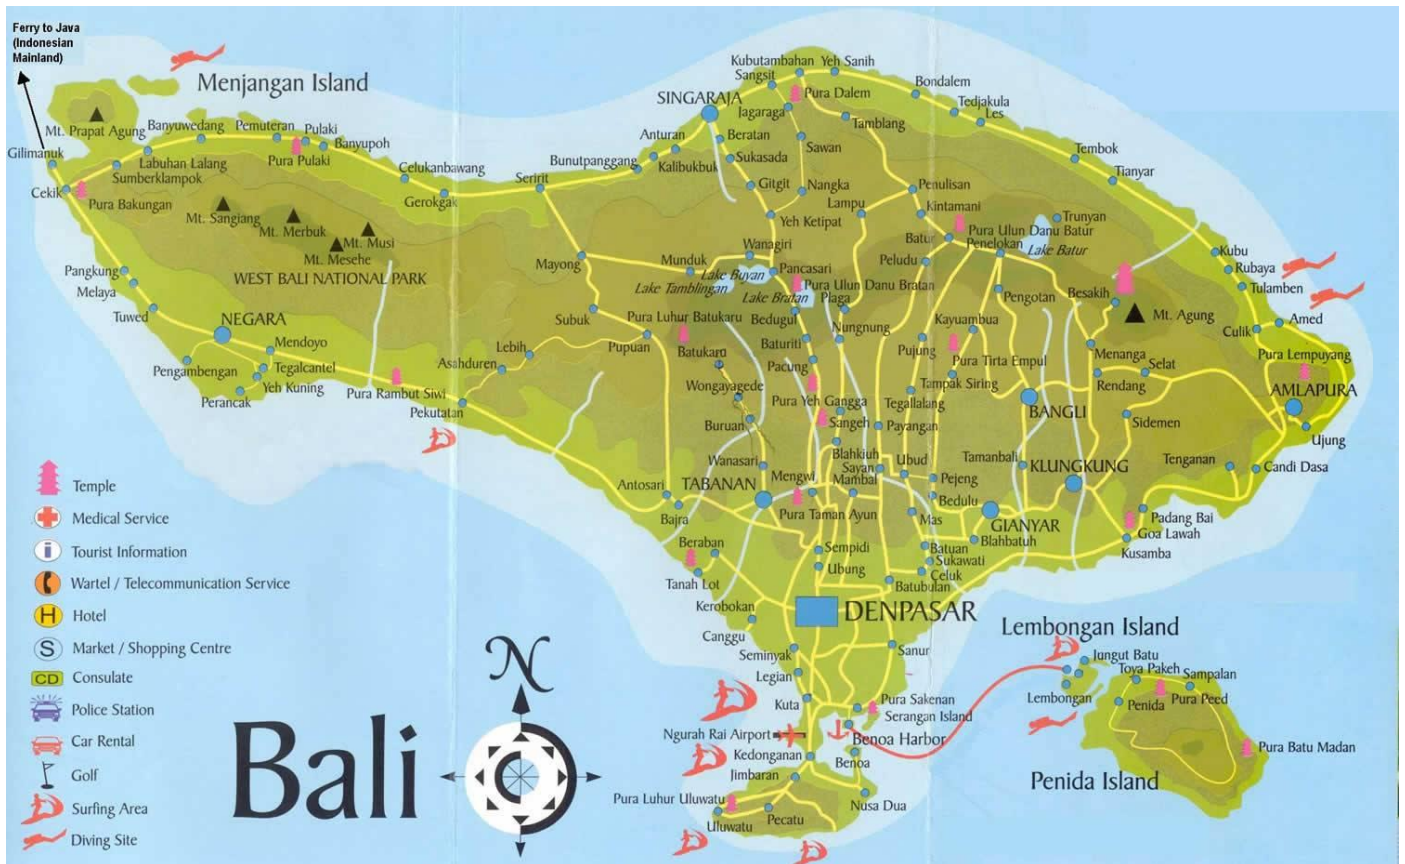 Ferry to Java
(Indonesian
Mainland)
Menjangan Island
Mt. Prapat Agung
Gilimanuk
Cekik
Pura Bakungan
Banyuwedang
Labuhan Lalang
Sumberklampok
Pemuteran
Pulaki
Pura Pulaki
Banyupoh
Celukanbawang
Gerokgak
Seririt
Bunutpanggang
Anturan
Kalibukbuk
SINGARAJA
Kubutambahan
Sangsit
Yeh Sanih
Pura Dalem
Jagaraga
Bondalem
Tedjakula
Les
Tamblang
Beratan
Sukasada
Sawan
Tembok
Tianyar
Gitgit
Nangka
Penulisan
Lampu
Kintamani
Yeh Ketipat
Trunyan
Pura Ulun Danu Batur
Batur
Penelokan
Lake Batur
Mt. Sangiang
Mt. Merbuk
Mt. Musi
Mt. Mesehe
WEST BALI NATIONAL PARK
Mayong
Munduk
Wanagiri
Lake Buyan
Pancasari
Lake Tamblingan
Pura Ulun Danu Bratan
Lake Bratan
Plaga
Peludu
Kubu
Rubaya
Tulamben
Pangkung
Melaya
Tuwed
NEGARA
Mendoyo
Tegalcantel
Pengambengan
Yeh Kuning
Perancak
Pura Rambut Siwi
Pekutatan
Asahduren
Lebih
Subuk
Pupuan
Pura Luhur Batukaru
Batukaru
Bedugul
Nungnung
Baturiti
Pengotan
Besakih
Mt. Agung
Kayuambua
Culik
Amed
Pujung
Pura Tirta Empul
Menanga
Selat
Rendang
Pura Lempuyang
AMLAPURA
Ujung
Pacung
Wongayagede
Pura Yeh Gangga
Tampak Siring
Tegallalang
BANGLI
Buruan
Sangeh
Payangan
Sidemen
Wanasari
Blahkiuh
Sayan
Ubud
Tamanbali
KLUNGKUNG
Tenganan
Candi Dasa
Antosari
TABANAN
Mengwi
Mambal
Pejeng
Bajra
Pura Taman Ayun
Bedulu
Mas
GIANYAR
Padang Bai
Goa Lawah
Kusamba
Blahbatuh
Beraban
Sempidi
Batuan
Sukawati
Tanah Lot
Ubung
Celuk
Batubulan
Kerobokan
DENPASAR
Canggu
Seminyak
Sanur
Legian
Kuta
Pura Sakenan
Serangan Island
Ngurah Rai Airport
Benoa Harbor
Kedonganan
Benoa
Jimbaran
Pura Luhur Uluwatu
Nusa Dua
Uluwatu
Pecatu
Lembongan Island
Jungut Batu
Toya Pakeh
Sampalan
Lembongan
Penida
Pura Peed
Pura Batu Madan
Penida Island
Temple
Medical Service
i
Tourist Information
Wartel / Telecommunication Service
H
Hotel
S
Market / Shopping Centre
CD
Consulate
Police Station
Car Rental
Golf
Surfing Area
Diving Site
Bali
N